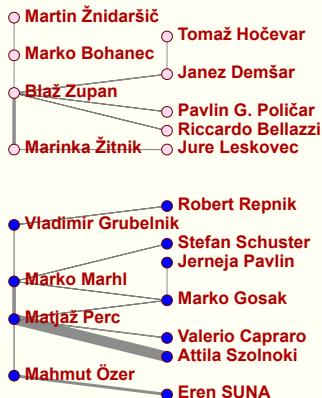 Martin Žnidaršič
Tomaž Hočevar
Marko Bohanec
Janez Demšar
Blaž Zupan
Pavlin G. Poličar
Riccardo Bellazzi
Marinka Žitnik
Jure Leskovec
Robert Repnik
Vladimir Grubelnik
Stefan Schuster
Jerneja Pavlin
Marko Marhl
Marko Gosak
Matjaž Perc
Valerio Capraro
Attila Szolnoki
Mahmut Özer
Eren SUNA